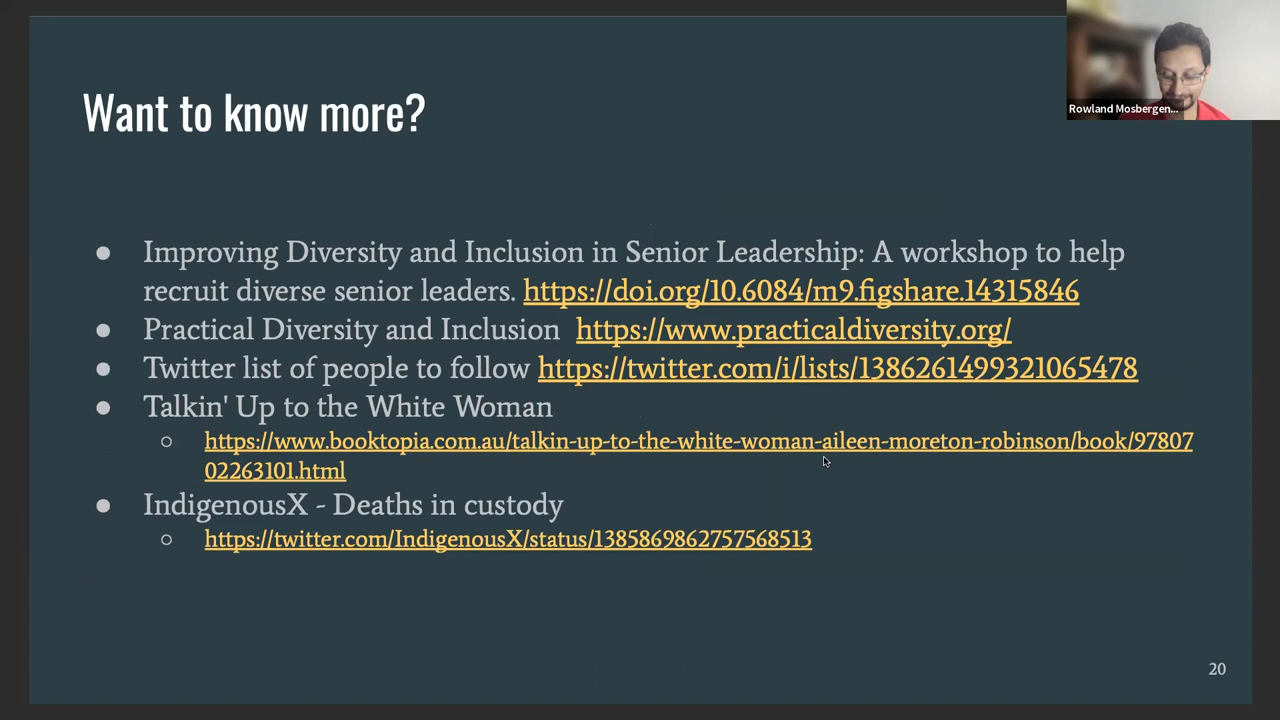 Want to know more?
Rowland Mosbergen...
● Improving Diversity and Inclusion in Senior Leadership: A workshop to help
recruit diverse senior leaders. https://doi.org/10.6084/m9.figshare.14315846
● Practical Diversity and Inclusion https://www.practicaldiversity.org/
● Twitter list of people to follow https://twitter.com/i/lists/1386261499321065478
● Talkin' Up to the White Woman
○ https://www.booktopia.com.au/talkin-up-to-the-white-woman-aileen-moreton-robinson/book/97807
02263101.html
● IndigenousX - Deaths in custody
○ https://twitter.com/IndigenousX/status/1385869862757568513
20